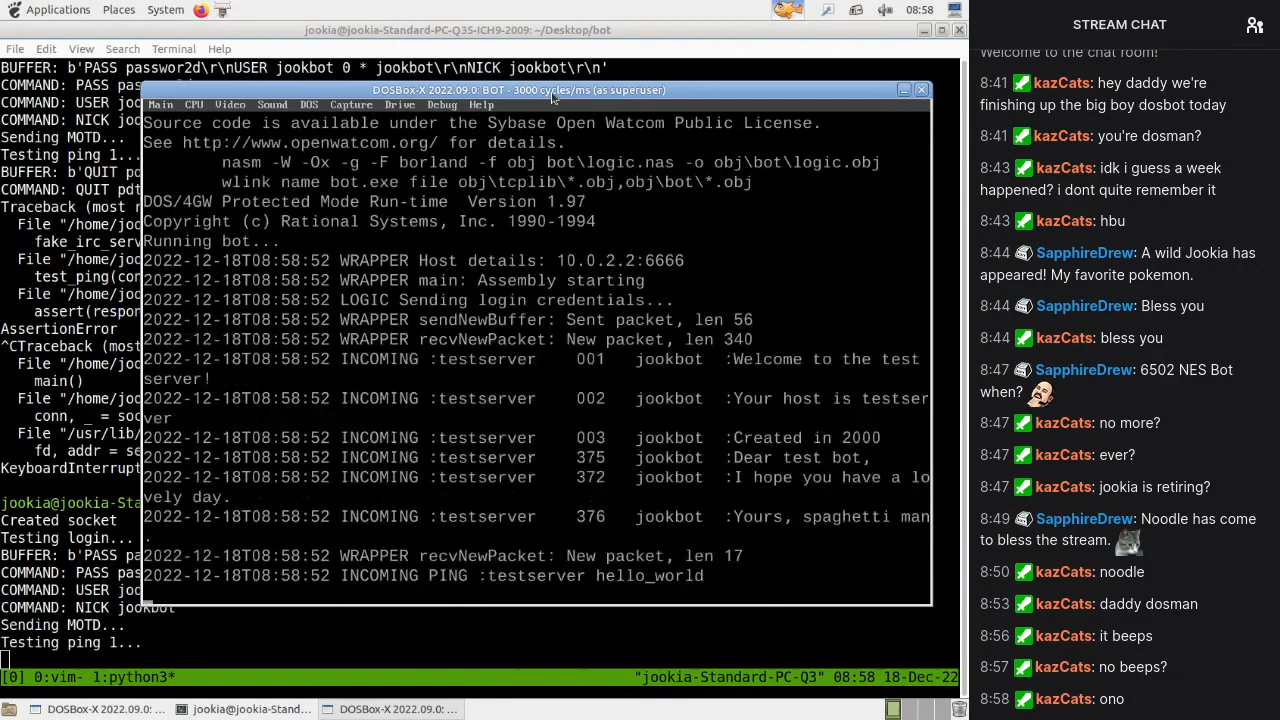 Applications Places System 08:58
jookia@jookia-Standard-PC-Q35-ICH9-2009: ~/Desktop/bot
File Edit View Search Terminal Help
BUFFER: b'PASS passwor2d\r\nUSER jookbot 0 * jookbot\r\nNICK jookbot\r\n'
COMMAND: PASS pa
COMMAND: USER jo
COMMAND: NICK jo
Sending MOTD...
Testing ping 1...
BUFFER: b'QUIT p
COMMAND: QUIT pdt
Traceback (most r
File "/home/joo
fake_irc_serv
File "/home/joo
test_ping(con
File "/home/joo
assert(respon
AssertionError
^CTraceback (most
File "/home/joo
main()
File "/home/joo
conn, _ = soc
File "/usr/lib/
fd, addr = se
KeyboardInterrupt
jookia@jookia-Sta
Created socket
Testing login...
BUFFER: b'PASS pa
COMMAND: PASS pas
COMMAND: USER joo
COMMAND: NICK jookbot
Sending MOTD...
Testing ping 1...
[0] 0:vim- 1:python3* "jookia-Standard-PC-Q3" 08:58 18-Dec-22
DOSBox-X 2022.09.0: BOT - 3000 cycles/ms (as superuser)
Main CPU Video Sound DOS Capture Drive Debug Help
Source code is available under the Sybase Open Watcom Public License.
See http://www.openwatcom.org/ for details.
nasm -W -Ox -g -F borland -f obj bot\logic.nas -o obj\bot\logic.obj
wlink name bot.exe file obj\tcplib\*.obj,obj\bot\*.obj
DOS/4GW Protected Mode Run-time Version 1.97
Copyright (c) Rational Systems, Inc. 1990-1994
Running bot...
2022-12-18T08:58:52 WRAPPER Host details: 10.0.2.2:6666
2022-12-18T08:58:52 WRAPPER main: Assembly starting
2022-12-18T08:58:52 LOGIC Sending login credentials...
2022-12-18T08:58:52 WRAPPER sendNewBuffer: Sent packet, len 56
2022-12-18T08:58:52 WRAPPER recvNewPacket: New packet, len 340
2022-12-18T08:58:52 INCOMING :testserver 001 jookbot :Welcome to the test
server!
2022-12-18T08:58:52 INCOMING :testserver 002 jookbot :Your host is testser
ver
2022-12-18T08:58:52 INCOMING :testserver 003 jookbot :Created in 2000
2022-12-18T08:58:52 INCOMING :testserver 375 jookbot :Dear test bot,
2022-12-18T08:58:52 INCOMING :testserver 372 jookbot :I hope you have a lo
vely day.
2022-12-18T08:58:52 INCOMING :testserver 376 jookbot :Yours, spaghetti man
.
2022-12-18T08:58:52 WRAPPER recvNewPacket: New packet, len 17
2022-12-18T08:58:52 INCOMING PING :testserver hello_world
DOSBox-X 2022.09.0: ... jookia@jookia-Stand... DOSBox-X 2022.09.0: ...
STREAM CHAT
Welcome to the chat room!
8:41 kazCats: hey daddy we're
finishing up the big boy dosbot today
8:41 kazCats: you're dosman?
8:43 kazCats: idk i guess a week
happened? i dont quite remember it
8:43 kazCats: hbu
8:44 SapphireDrew: A wild Jookia has
appeared! My favorite pokemon.
8:44 SapphireDrew: Bless you
8:44 kazCats: bless you
8:47 SapphireDrew: 6502 NES Bot
when?
8:47 kazCats: no more?
8:47 kazCats: ever?
8:47 kazCats: jookia is retiring?
8:49 SapphireDrew: Noodle has come
to bless the stream.
8:50 kazCats: noodle
8:53 kazCats: daddy dosman
8:56 kazCats: it beeps
8:57 kazCats: no beeps?
8:58 kazCats: ono